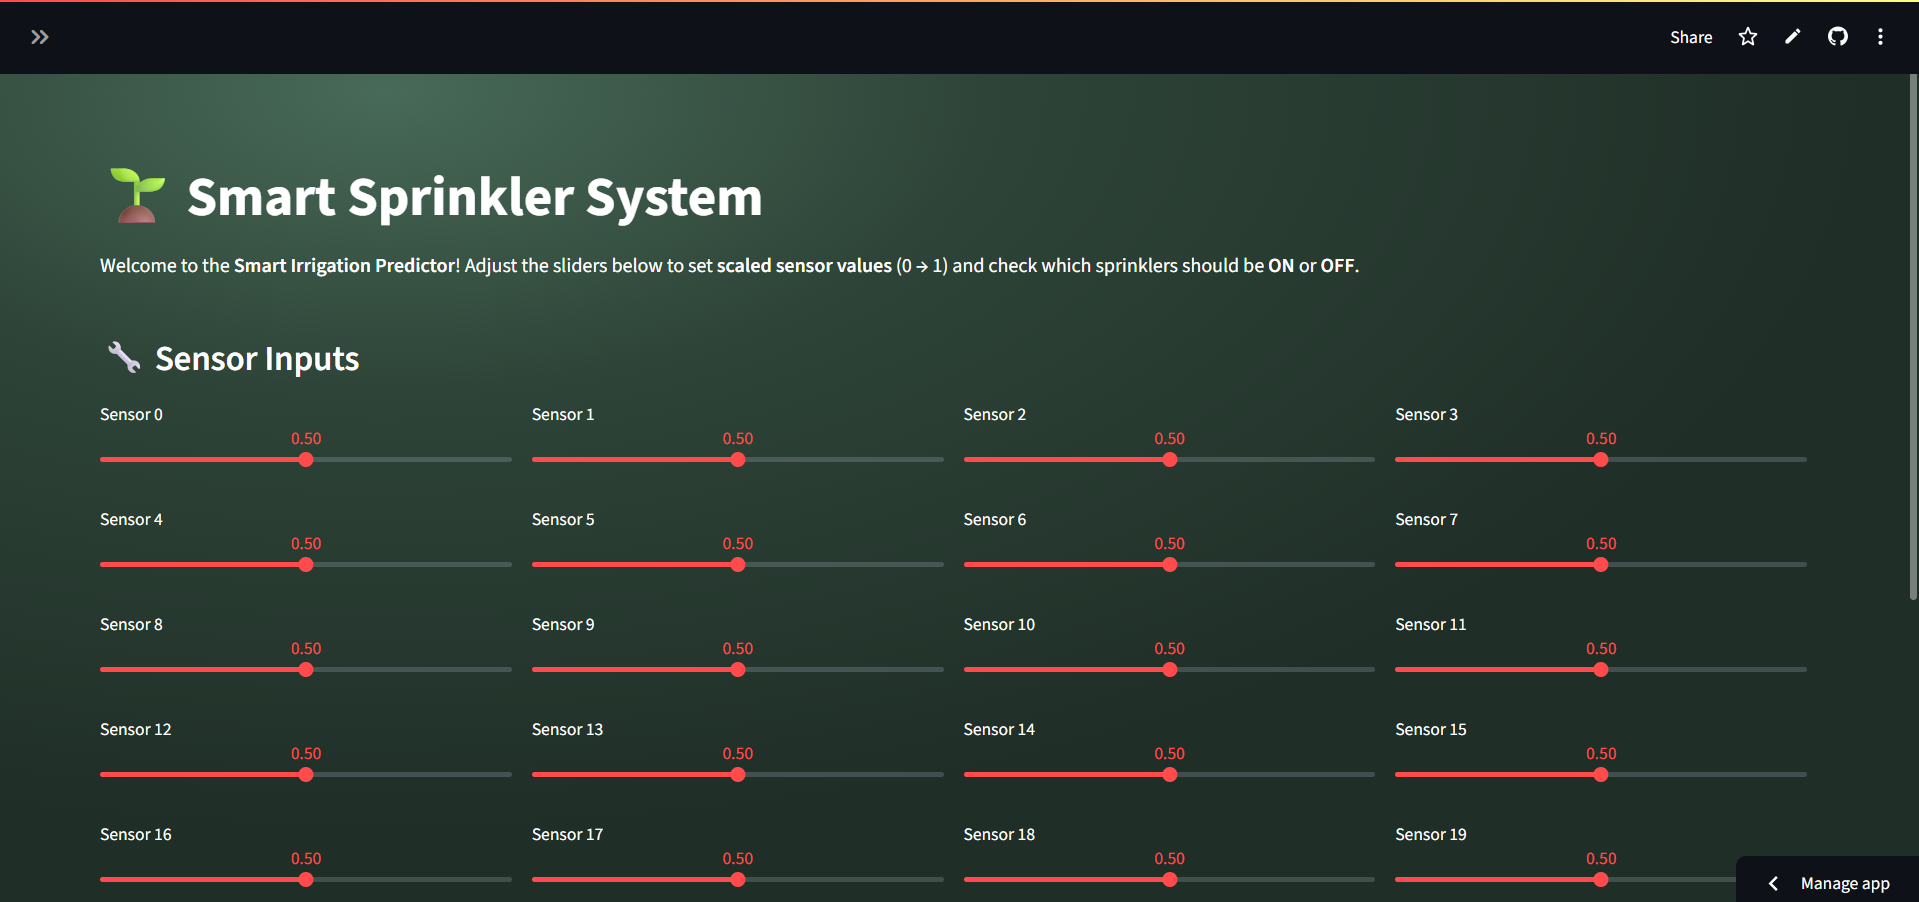 Share
Smart Sprinkler System
Welcome to the Smart Irrigation Predictor! Adjust the sliders below to set scaled sensor values (0 → 1) and check which sprinklers should be ON or OFF.
Sensor Inputs
Sensor 0 Sensor 1 Sensor 2 Sensor 3
0.50 0.50 0.50 0.50
Sensor 4 Sensor 5 Sensor 6 Sensor 7
0.50 0.50 0.50 0.50
Sensor 8 Sensor 9 Sensor 10 Sensor 11
0.50 0.50 0.50 0.50
Sensor 12 Sensor 13 Sensor 14 Sensor 15
0.50 0.50 0.50 0.50
Sensor 16 Sensor 17 Sensor 18 Sensor 19
0.50 0.50 0.50 0.50
Manage app